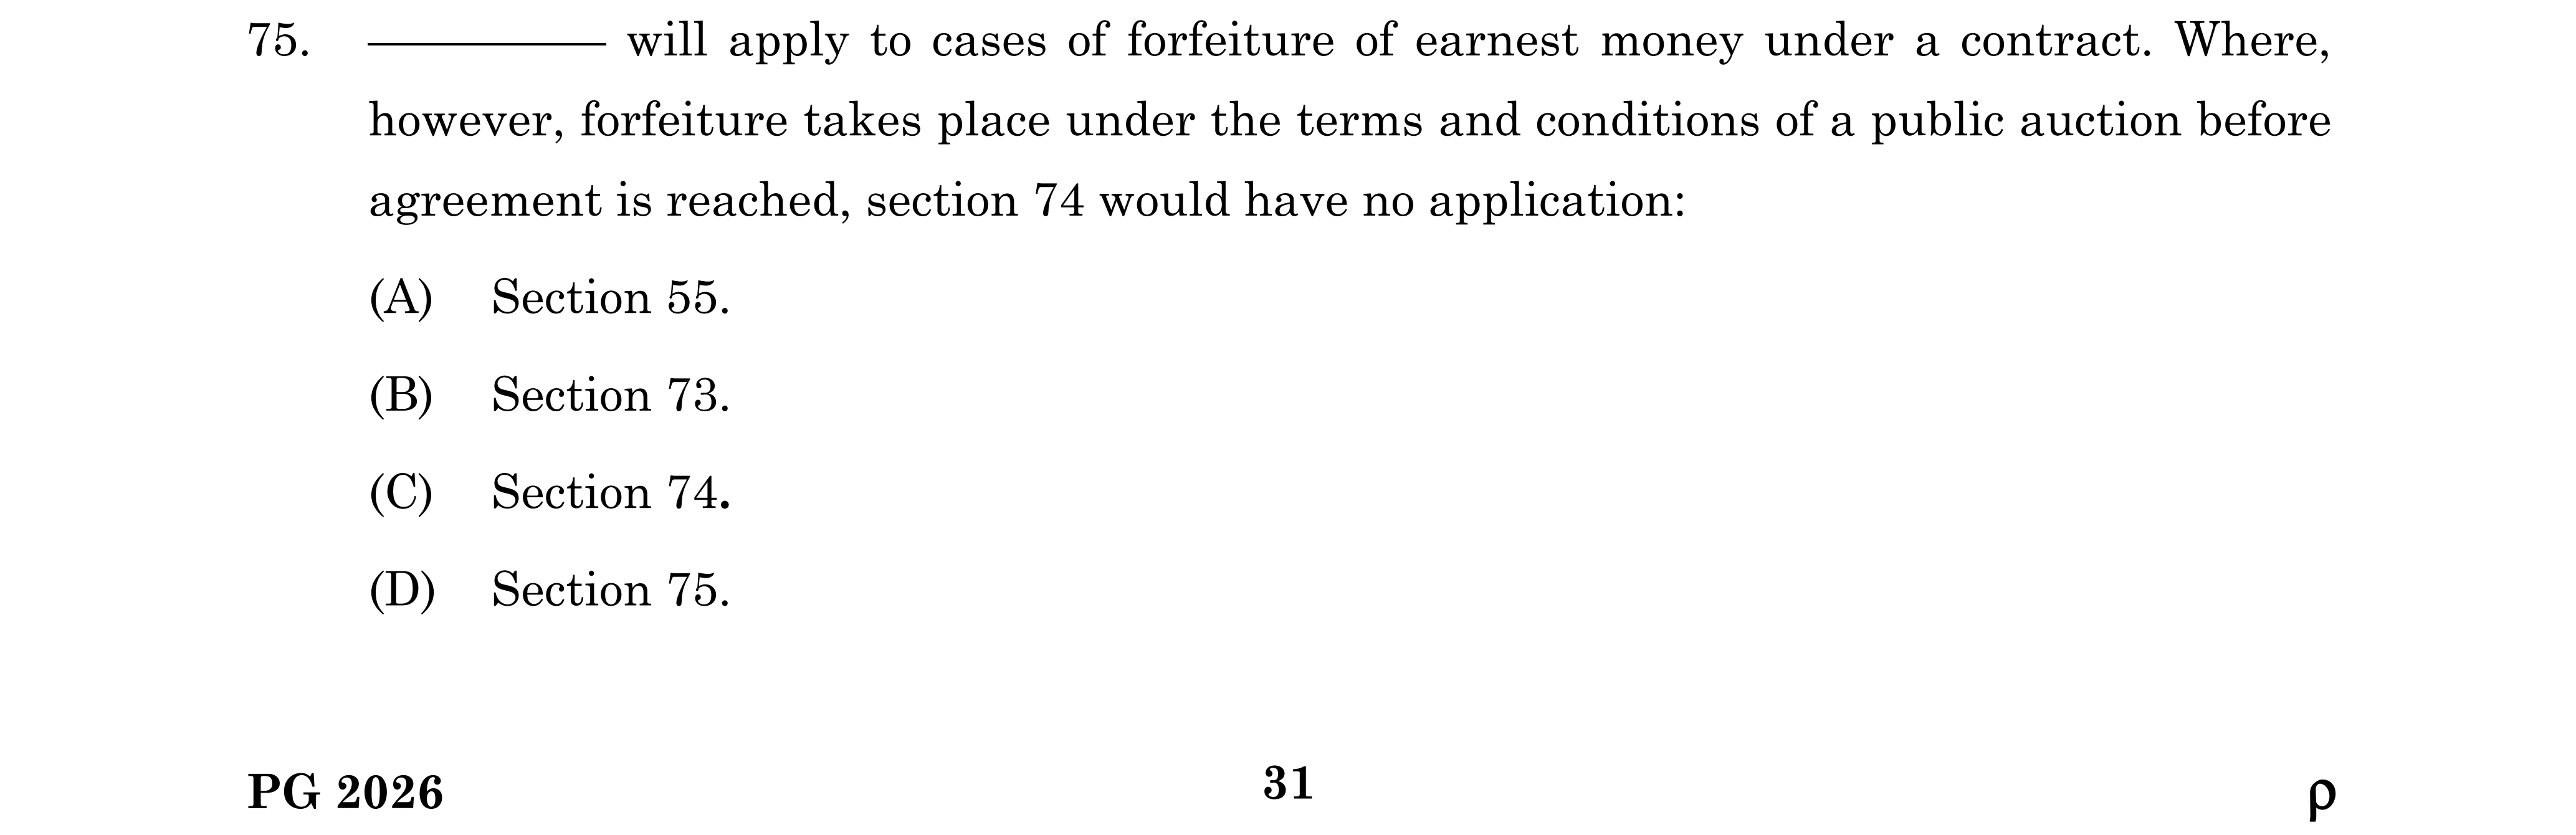 75. ———— will apply to cases of forfeiture of earnest money under a contract. Where,
however, forfeiture takes place under the terms and conditions of a public auction before
agreement is reached, section 74 would have no application:
(A) Section 55.
(B) Section 73.
(C) Section 74.
(D) Section 75.
PG 2026 31 ρ